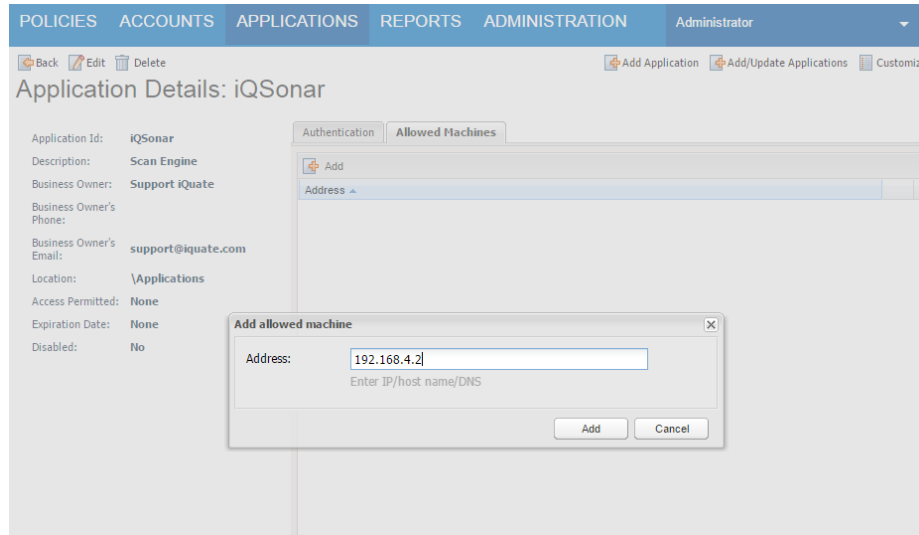 POLICIES ACCOUNTS APPLICATIONS REPORTS ADMINISTRATION Administrator
Back Edit Delete Add Application Add/Update Applications Customiz
Application Details: iQSonar
Authentication Allowed Machines
Application Id: iQSonar
Description: Scan Engine
Business Owner: Support iQuate
Business Owner's
Phone:
Business Owner's
Email: support@iquate.com
Location: \Applications
Access Permitted: None
Expiration Date: None
Disabled: No
Add
Address
Add allowed machine
Address: 192.168.4.2
Enter IP/host name/DNS
Add Cancel